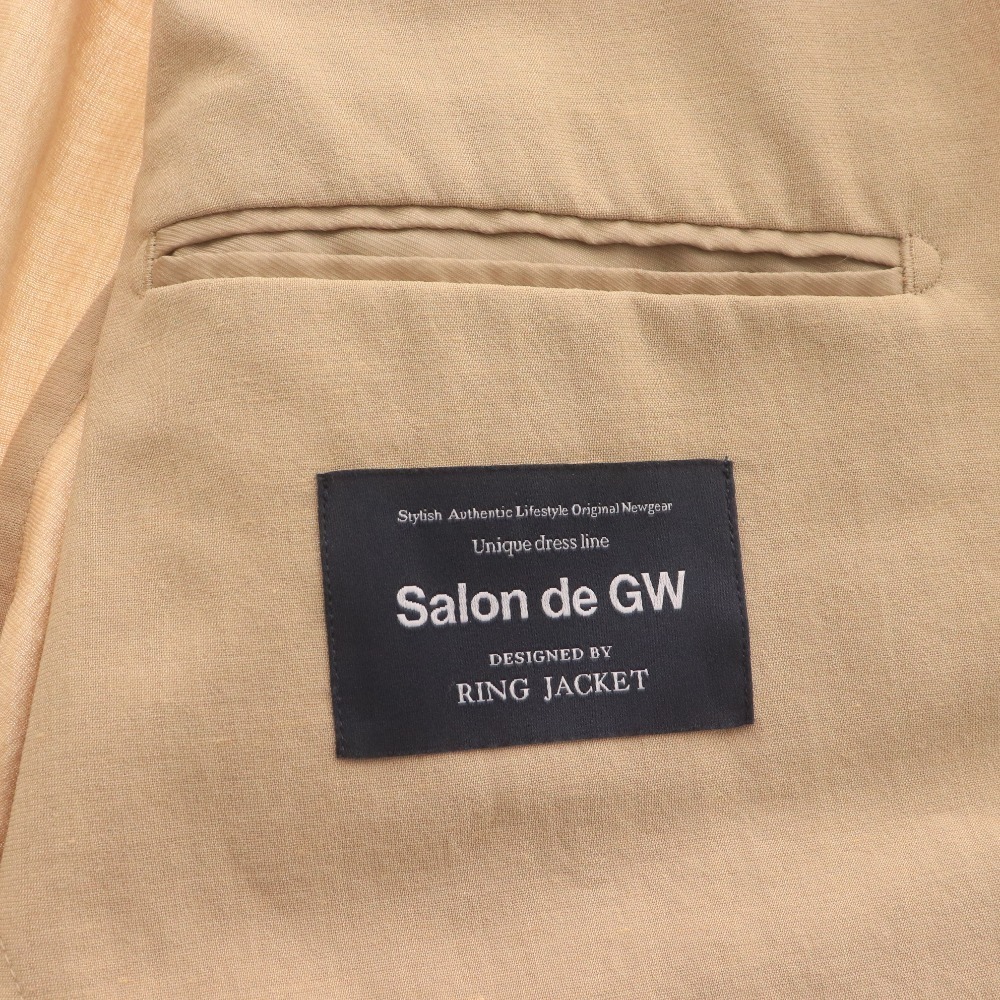 Stylish Authentic Lifestyle Original Newgear
Unique dress line
Salon de GW
DESIGNED BY
RING JACKET